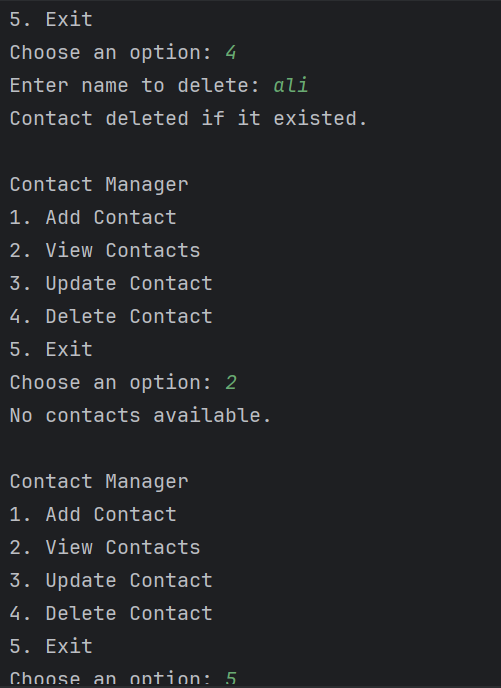 5. Exit
Choose an option: 4
Enter name to delete: ali
Contact deleted if it existed.
Contact Manager
1. Add Contact
2. View Contacts
3. Update Contact
4. Delete Contact
5. Exit
Choose an option: 2
No contacts available.
Contact Manager
1. Add Contact
2. View Contacts
3. Update Contact
4. Delete Contact
5. Exit
Choose an option: 5